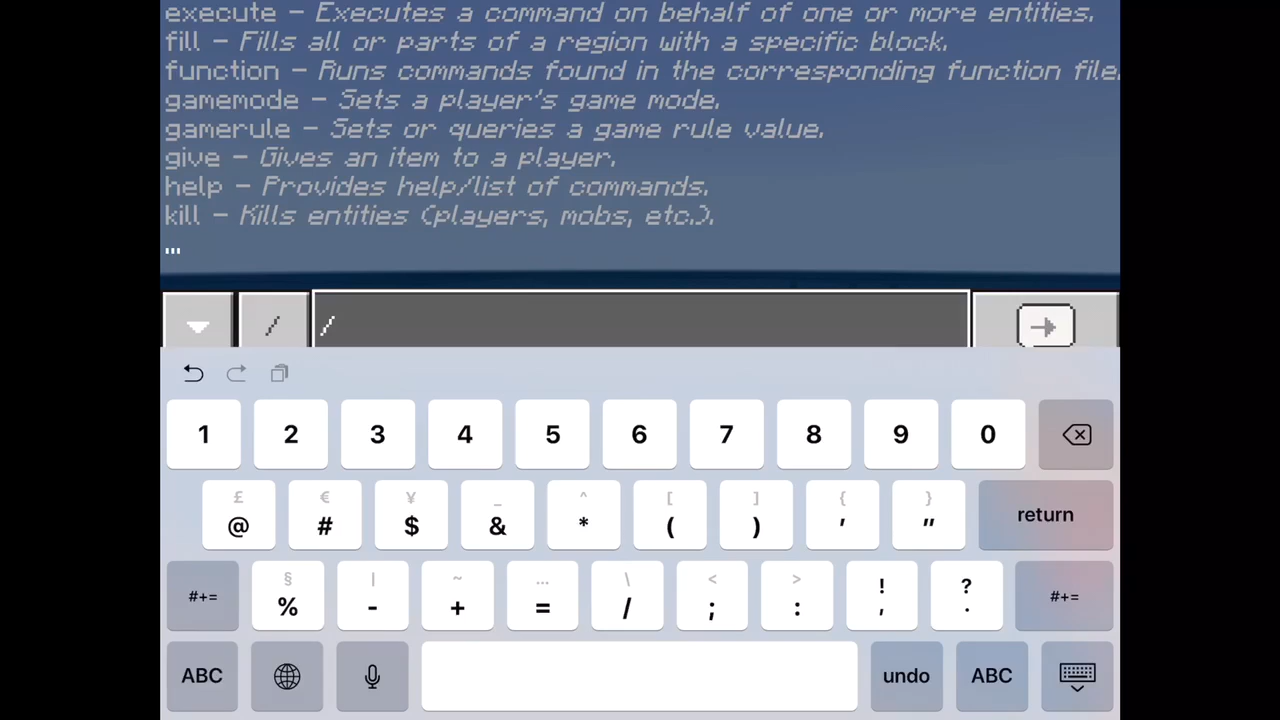 execute – Executes a command on behalf of one or more entities.
fill – Fills all or parts of a region with a specific block.
function – Runs commands found in the corresponding function file.
gamemode – Sets a player's game mode.
gamerule – Sets or queries a game rule value.
give – Gives an item to a player.
help – Provides help/list of commands.
kill – Kills entities (players, mobs, etc.).
...
/ /
1 2 3 4 5 6 7 8 9 0
£ € ¥ _ ^ [ ] { }
@ # $ & * ( ) ' " return
§ | ~ … \ < > ! ?
#+= % - + = / ; : , . #+=
ABC undo ABC